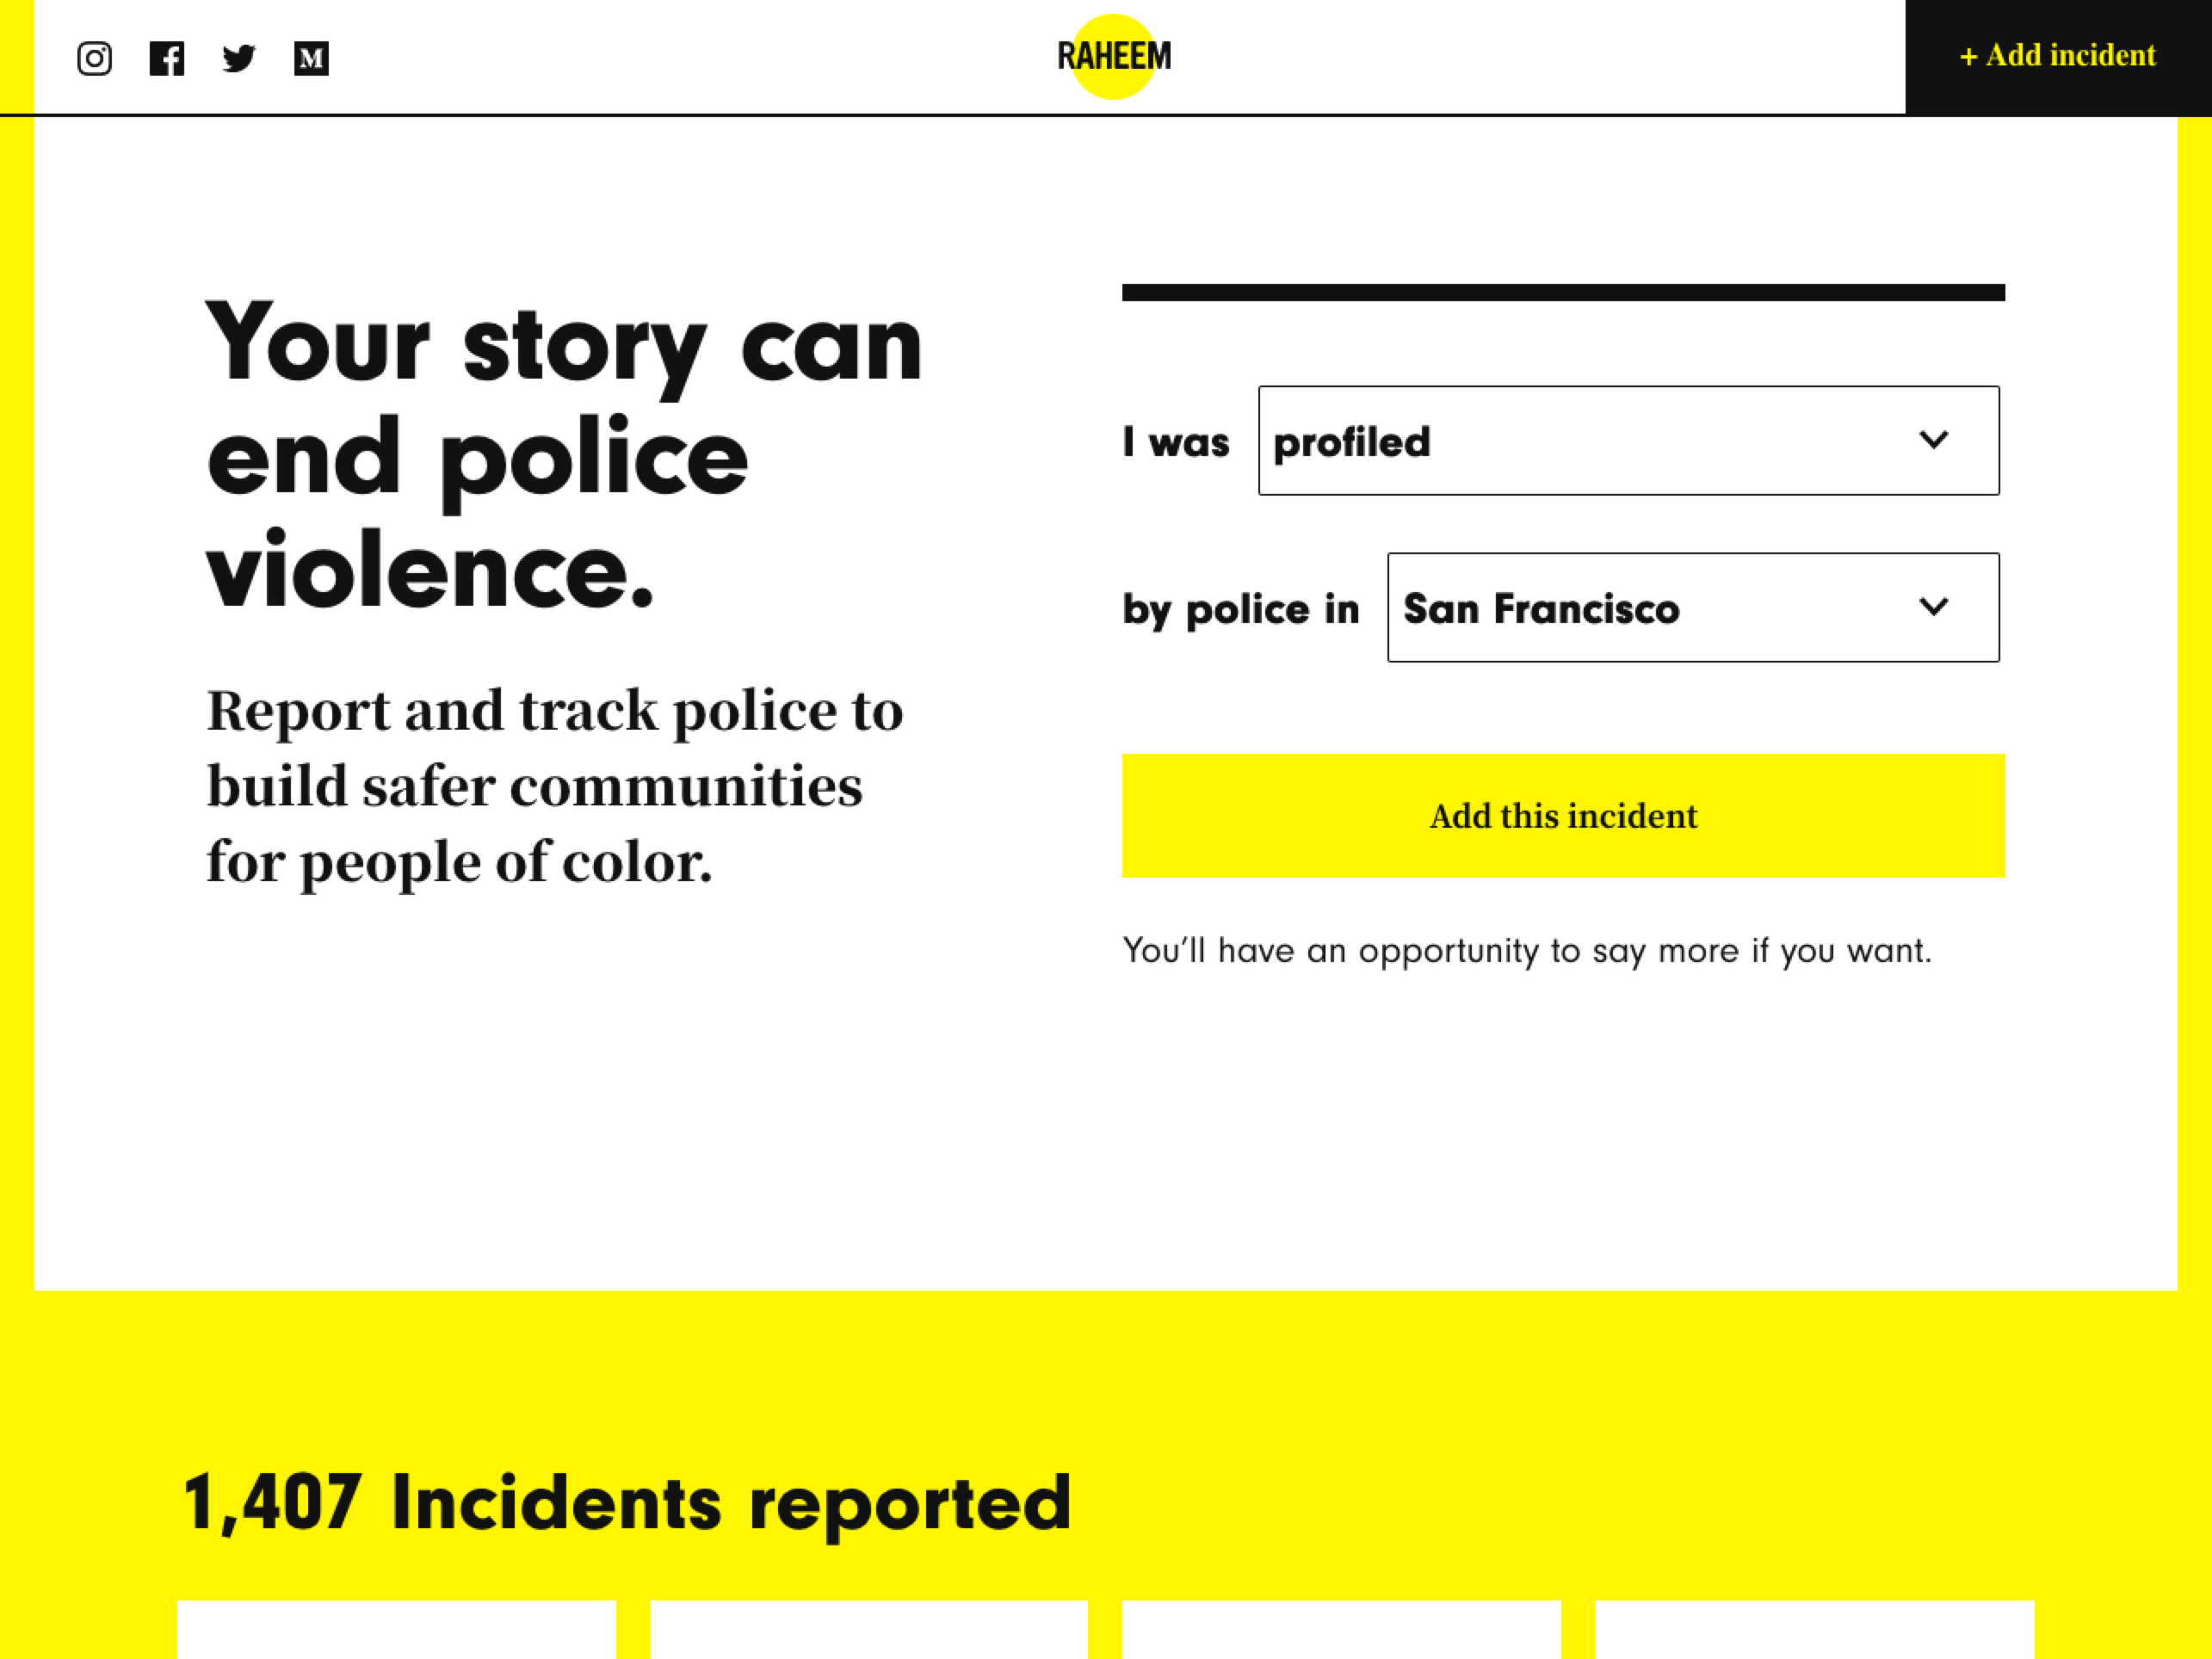 RAHEEM
+ Add incident
Your story can
end police
violence.
Report and track police to
build safer communities
for people of color.
I was profiled
by police in San Francisco
Add this incident
You’ll have an opportunity to say more if you want.
1,407 Incidents reported